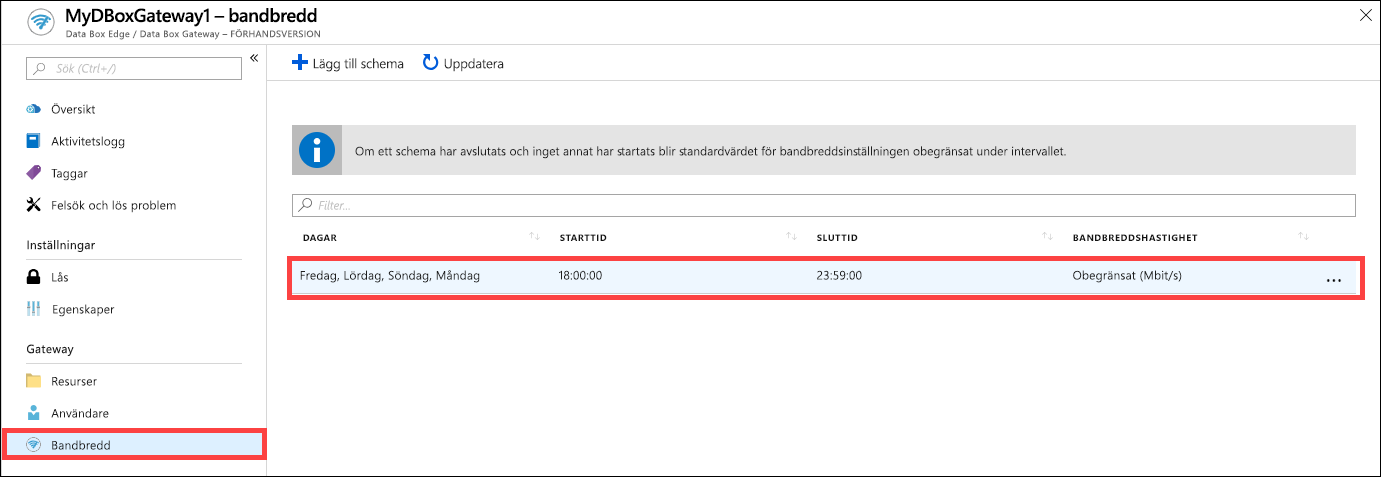 MyDBoxGateway1 – bandbredd
Data Box Edge / Data Box Gateway – FÖRHANDSVERSION
Sök (Ctrl+/)
«
Översikt
Aktivitetslogg
Taggar
Felsök och lös problem
Inställningar
Lås
Egenskaper
Gateway
Resurser
Användare
Bandbredd
Lägg till schema Uppdatera
Om ett schema har avslutats och inget annat har startats blir standardvärdet för bandbreddsinställningen obegränsat under intervallet.
Filter...
DAGAR STARTTID SLUTTID BANDBREDDSHASTIGHET
Fredag, Lördag, Söndag, Måndag 18:00:00 23:59:00 Obegränsat (Mbit/s) ...